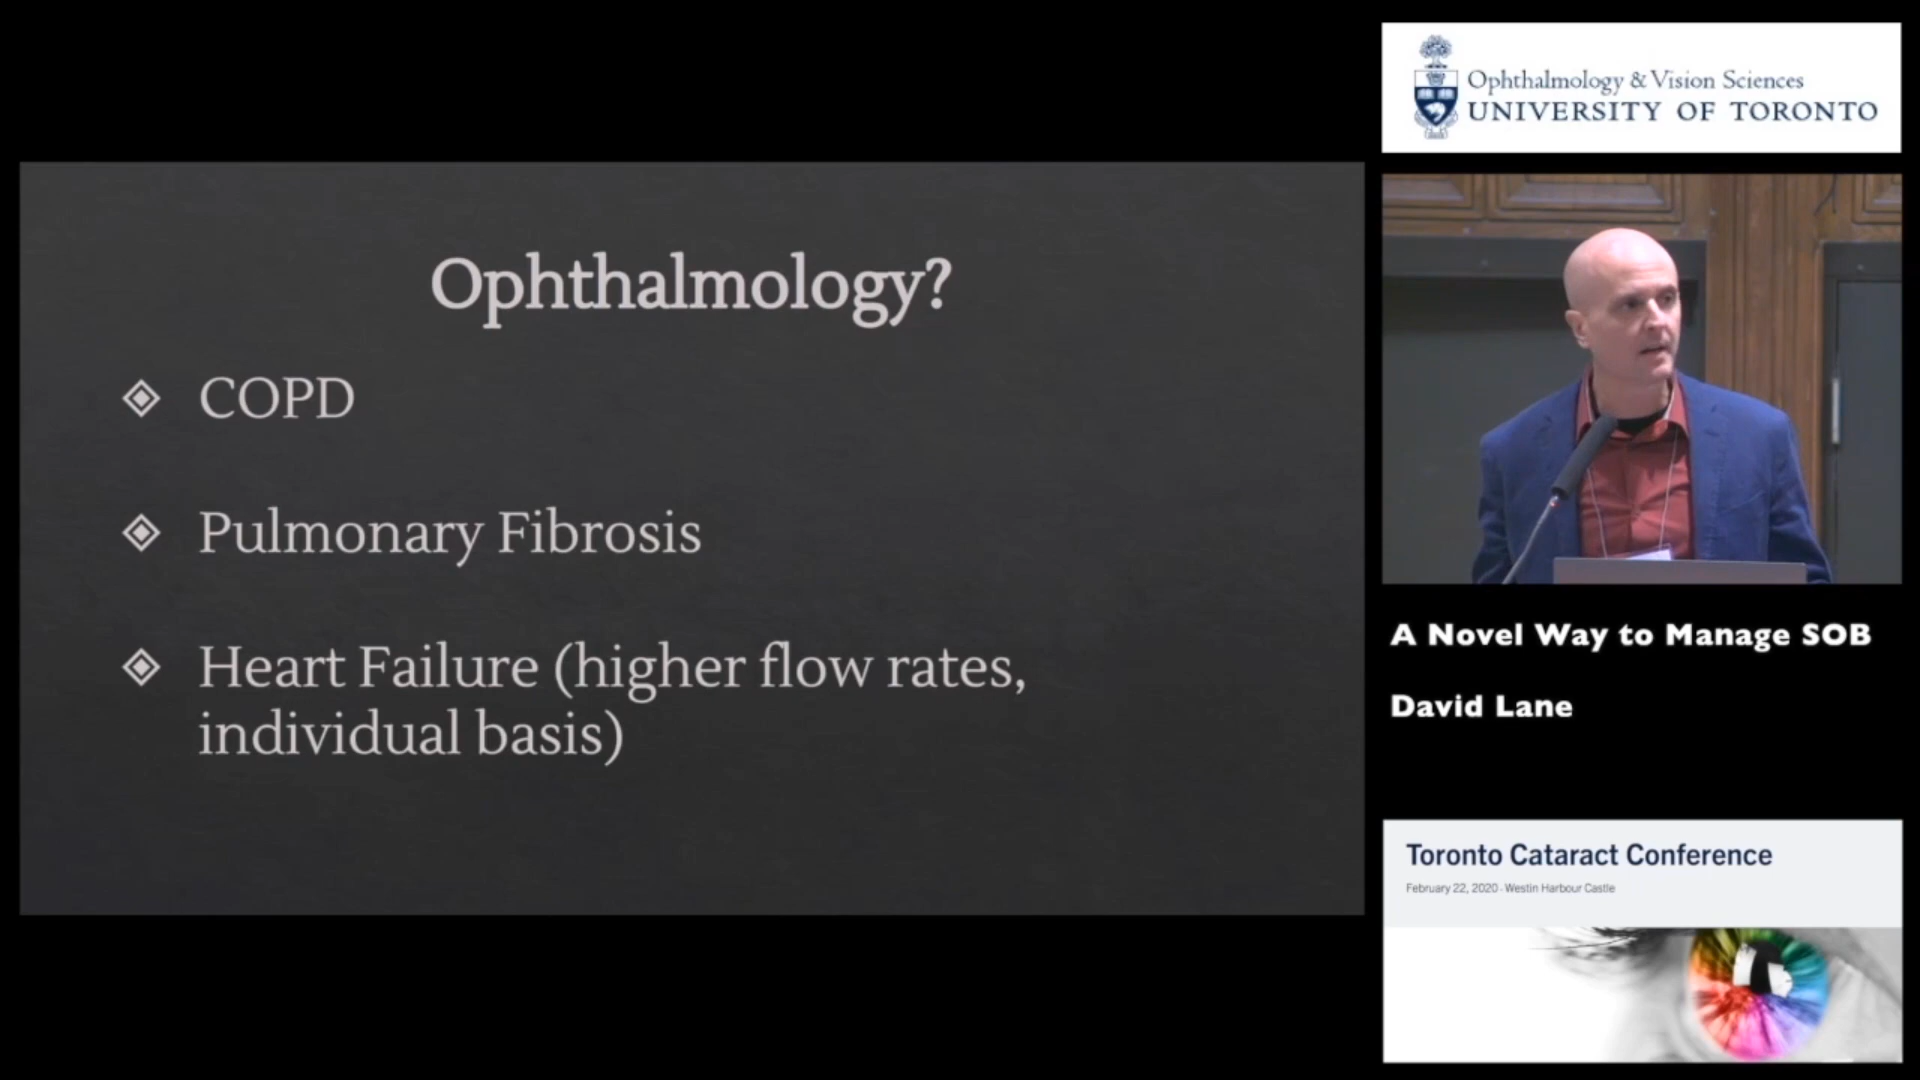 Ophthalmology & Vision Sciences
UNIVERSITY OF TORONTO
Ophthalmology?
COPD
Pulmonary Fibrosis
Heart Failure (higher flow rates,
individual basis)
A Novel Way to Manage SOB
David Lane
Toronto Cataract Conference
February 22, 2020 - Westin Harbour Castle